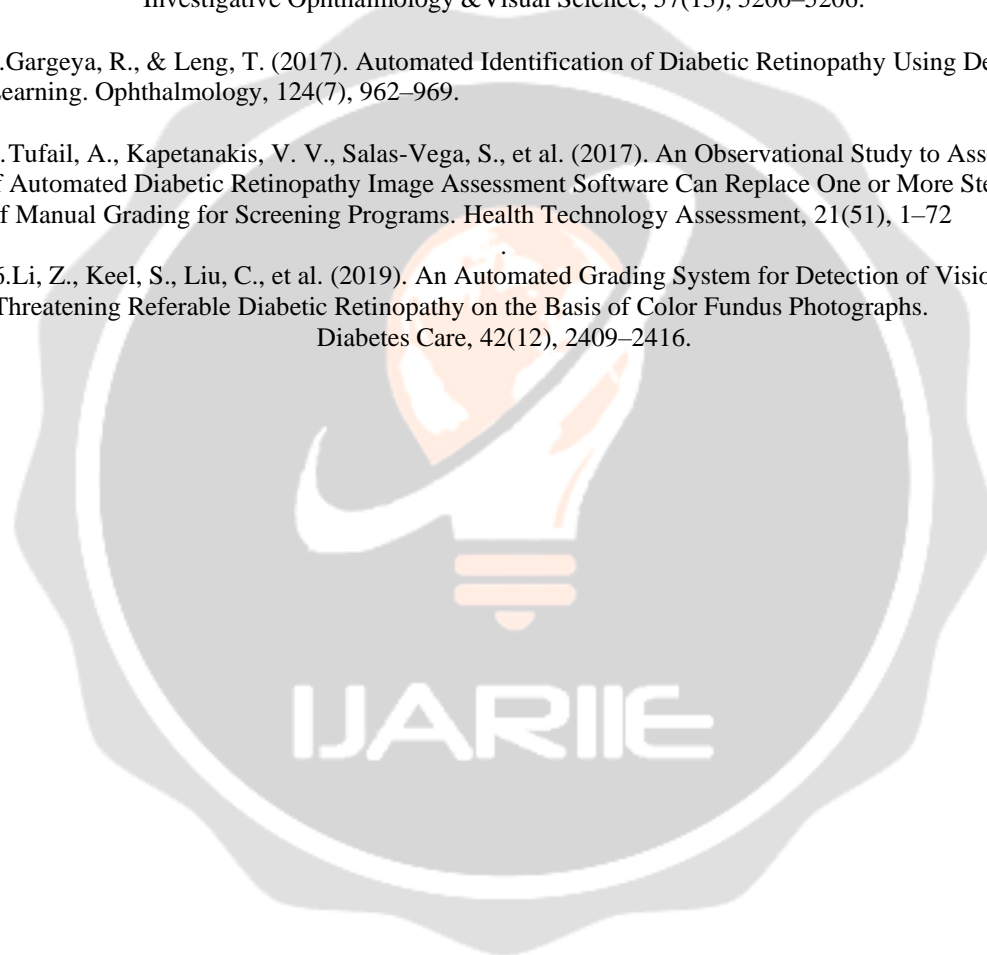 Investigative Ophthalmology &Visual Science, 57(13), 5200–5206.
.Gargeya, R., & Leng, T. (2017). Automated Identification of Diabetic Retinopathy Using De
earning. Ophthalmology, 124(7), 962–969.
.Tufail, A., Kapetanakis, V. V., Salas-Vega, S., et al. (2017). An Observational Study to Ass
f Automated Diabetic Retinopathy Image Assessment Software Can Replace One or More Ste
f Manual Grading for Screening Programs. Health Technology Assessment, 21(51), 1–72
.
6.Li, Z., Keel, S., Liu, C., et al. (2019). An Automated Grading System for Detection of Visio
Threatening Referable Diabetic Retinopathy on the Basis of Color Fundus Photographs.
Diabetes Care, 42(12), 2409–2416.
IJARIIE